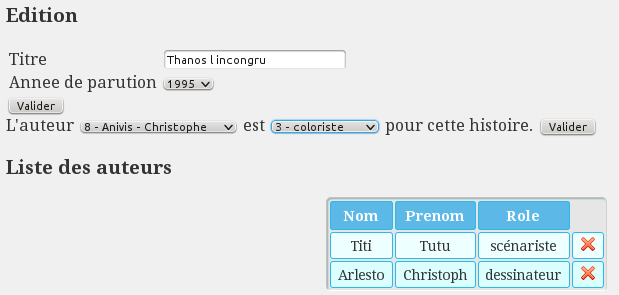 Edition
Titre Thanos l incongru
Annee de parution 1995
Valider
L'auteur 8 - Anivis - Christophe est 3 - coloriste pour cette histoire. Valider
Liste des auteurs
Nom Prenom Role
Titi Tutu scénariste
Arlesto Christoph dessinateur